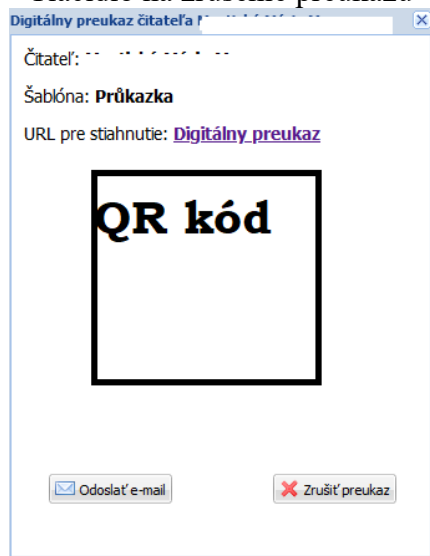 Digitálny preukaz čitateľa
Čitateľ:
Šablóna: Průkazka
URL pre stiahnutie: Digitálny preukaz
QR kód
Odoslať e-mail
Zrušiť preukaz